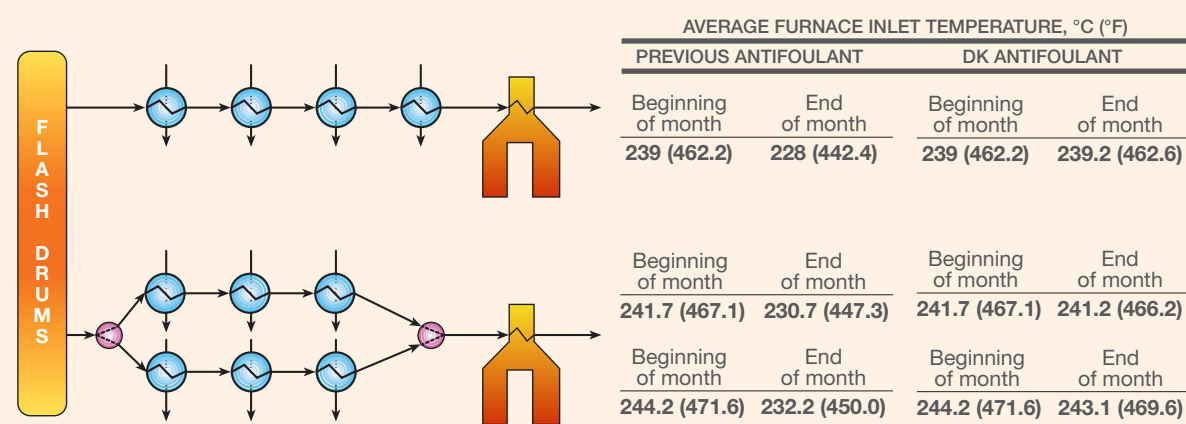 FLASH DRUMS
AVERAGE FURNACE INLET TEMPERATURE, °C (°F)
PREVIOUS ANTIFOULANT DK ANTIFOULANT
Beginning End Beginning End
of month of month of month of month
239 (462.2) 228 (442.4) 239 (462.2) 239.2 (462.6)
Beginning End Beginning End
of month of month of month of month
241.7 (467.1) 230.7 (447.3) 241.7 (467.1) 241.2 (466.2)
Beginning End Beginning End
of month of month of month of month
244.2 (471.6) 232.2 (450.0) 244.2 (471.6) 243.1 (469.6)